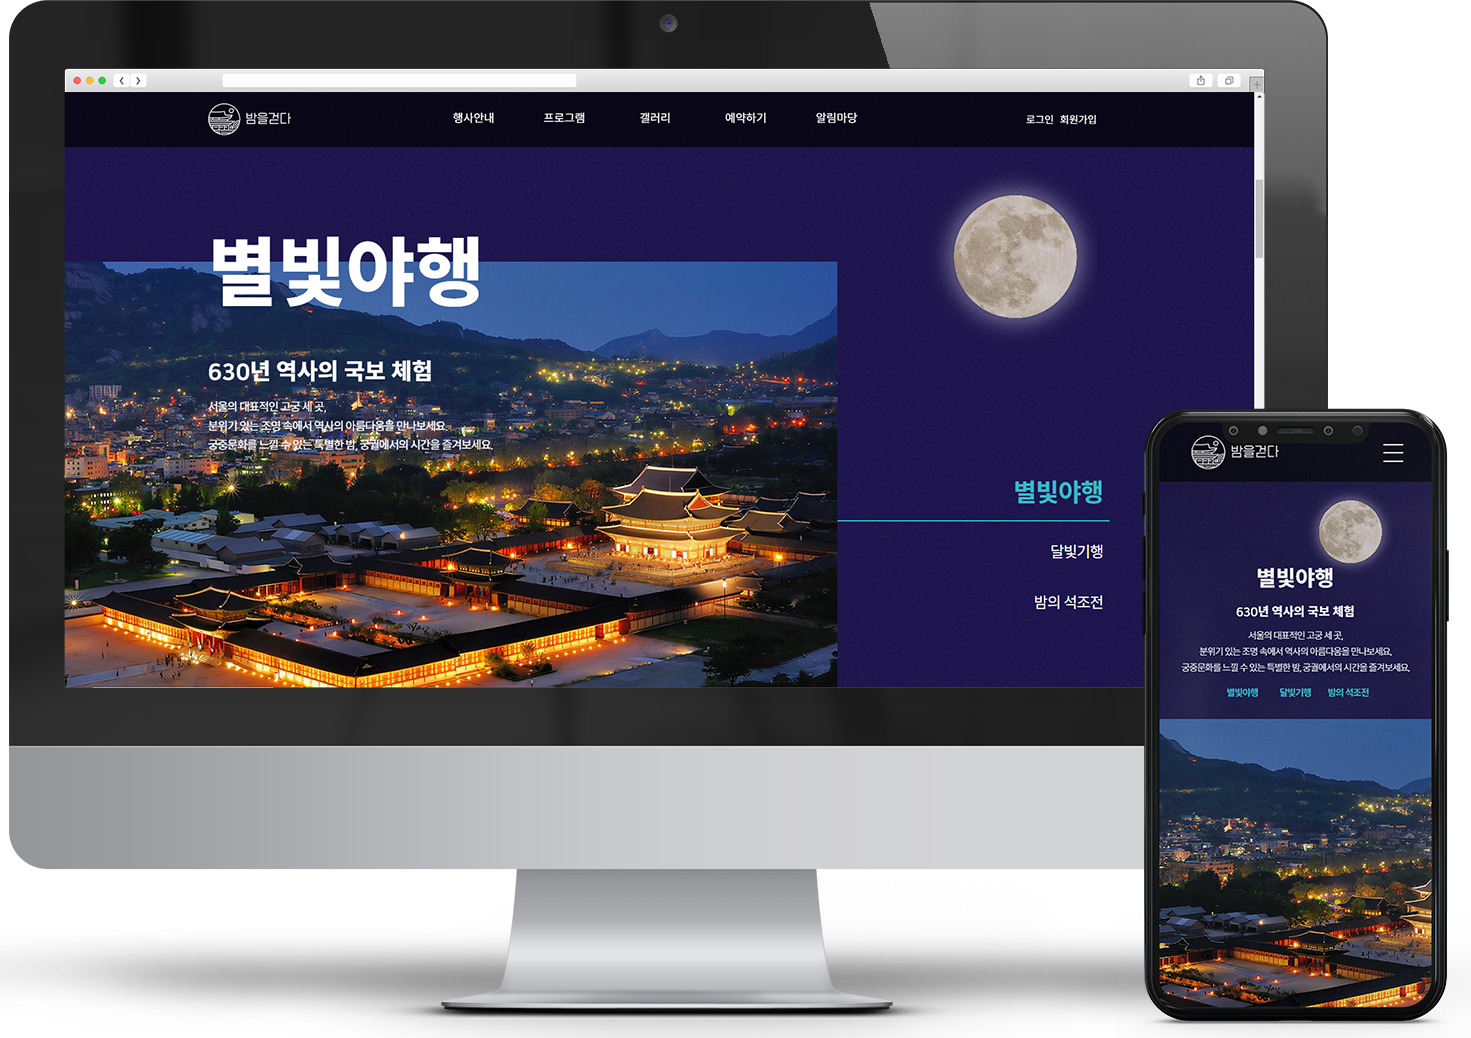 밤을걷다
행사안내 프로그램 갤러리 예약하기 알림마당
로그인 회원가입
별빛야행
630년 역사의 국보 체험
서울의 대표적인 고궁 세 곳,
분위기 있는 조명 속에서 역사의 아름다움을 만나보세요.
궁중문화를 느낄 수 있는 특별한 밤, 궁궐에서의 시간을 즐겨보세요.
별빛야행
달빛기행
밤의 석조전
밤을걷다
별빛야행
630년 역사의 국보 체험
서울의 대표적인 고궁 세 곳,
분위기 있는 조명 속에서 역사의 아름다움을 만나보세요.
궁중문화를 느낄 수 있는 특별한 밤, 궁궐에서의 시간을 즐겨보세요.
별빛야행 달빛기행 밤의 석조전